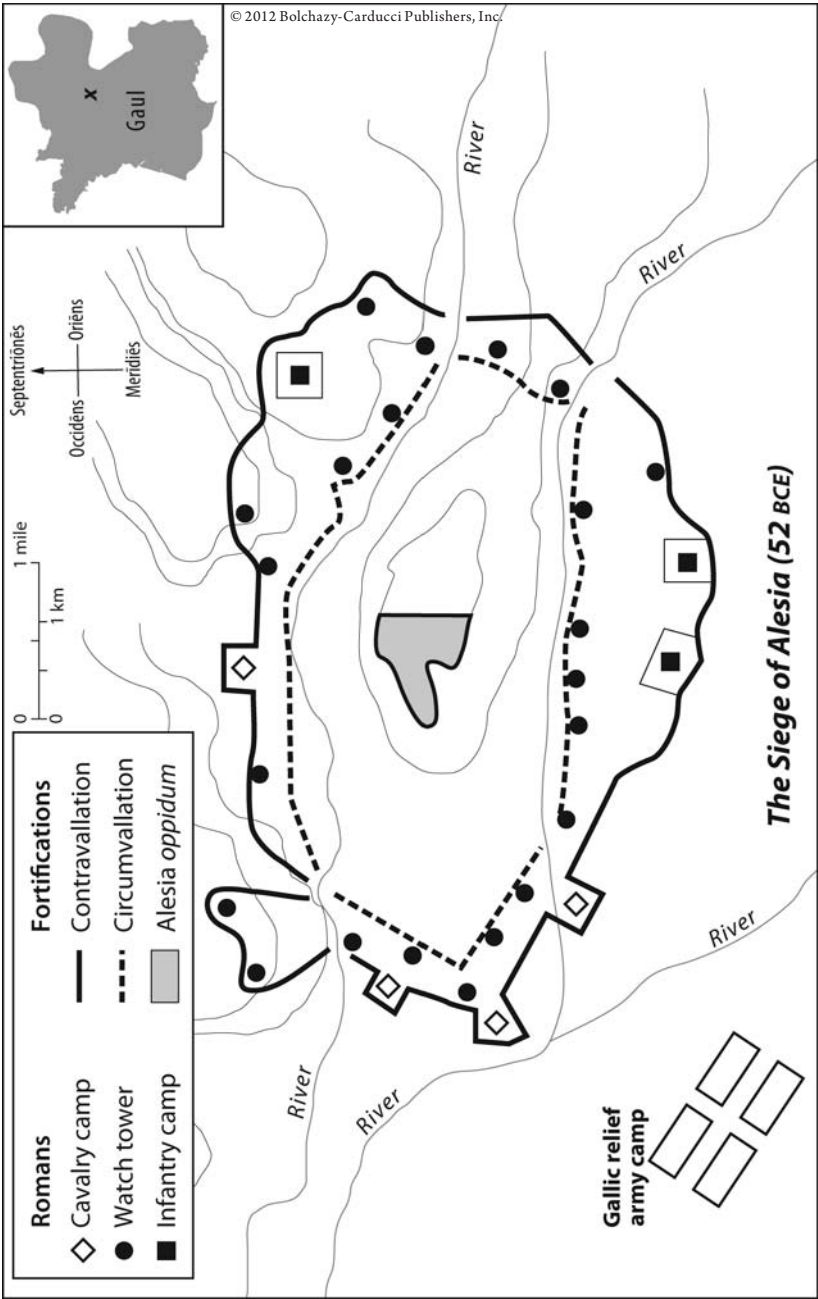 © 2012 Bolchazy-Carducci Publishers, Inc.
Romans
Cavalry camp
Watch tower
Infantry camp
Fortifications
Contravallation
Circumvallation
Alesia oppidum
0 1 mile
0 1 km
Septentriōnēs
Occidēns
Oriēns
Merīdiēs
x
Gaul
River
River
River
River
River
Gallic relief
army camp
The Siege of Alesia (52 BCE)